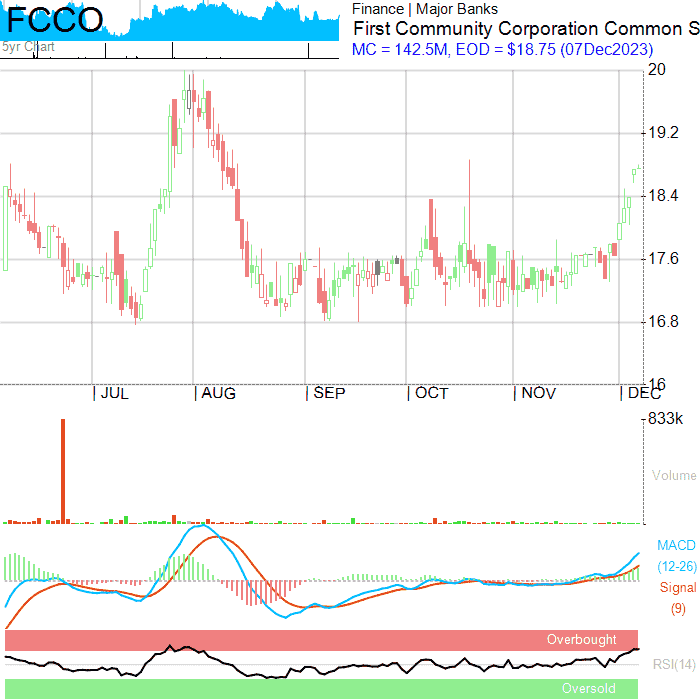 FCCO
5yr Chart
Finance | Major Banks
First Community Corporation Common S
MC = 142.5M, EOD = $18.75 (07Dec2023)
20
19.2
18.4
17.6
16.8
16
JUL AUG SEP OCT NOV DEC
833k
Volume
MACD
(12-26)
Signal
(9)
Overbought
RSI(14)
Oversold